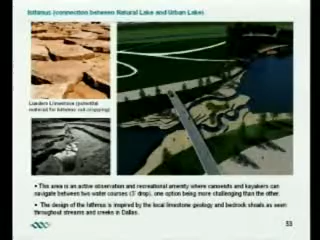 Isthmus (connection between Natural Lake and Urban Lake)
Lueders Limestone (potential
material for Isthmus out-cropping)
• This area is an active observation and recreational amenity where canoeists and kayakers can
navigate between two water courses (3' drop), one option being more challenging than the other.
• The design of the Isthmus is inspired by the local limestone geology and bedrock shoals as seen
throughout streams and creeks in Dallas.
53